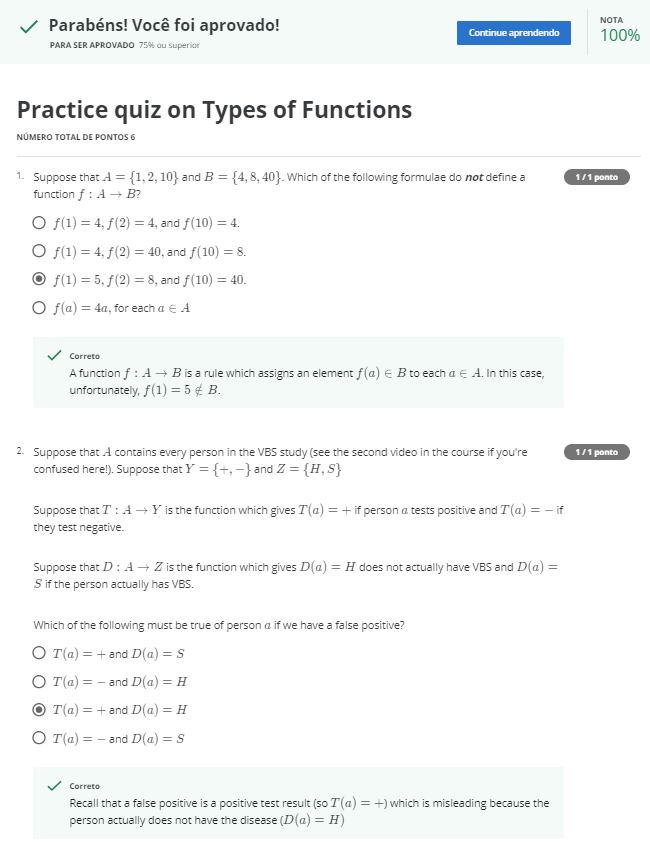 Parabéns! Você foi aprovado!
PARA SER APROVADO 75% ou superior
Continue aprendendo
NOTA
100%
Practice quiz on Types of Functions
NÚMERO TOTAL DE PONTOS 6
1. Suppose that A = {1, 2, 10} and B = {4, 8, 40}. Which of the following formulae do not define a
function f : A → B?
1 / 1 ponto
f(1) = 4, f(2) = 4, and f(10) = 4.
f(1) = 4, f(2) = 40, and f(10) = 8.
f(1) = 5, f(2) = 8, and f(10) = 40.
f(a) = 4a, for each a ∈ A
Correto
A function f : A → B is a rule which assigns an element f(a) ∈ B to each a ∈ A. In this case,
unfortunately, f(1) = 5 ∉ B.
2. Suppose that A contains every person in the VBS study (see the second video in the course if you're
confused here!). Suppose that Y = {+, −} and Z = {H, S}
1 / 1 ponto
Suppose that T : A → Y is the function which gives T(a) = + if person a tests positive and T(a) = − if
they test negative.
Suppose that D : A → Z is the function which gives D(a) = H does not actually have VBS and D(a) =
S if the person actually has VBS.
Which of the following must be true of person a if we have a false positive?
T(a) = + and D(a) = S
T(a) = − and D(a) = H
T(a) = + and D(a) = H
T(a) = − and D(a) = S
Correto
Recall that a false positive is a positive test result (so T(a) = +) which is misleading because the
person actually does not have the disease (D(a) = H)